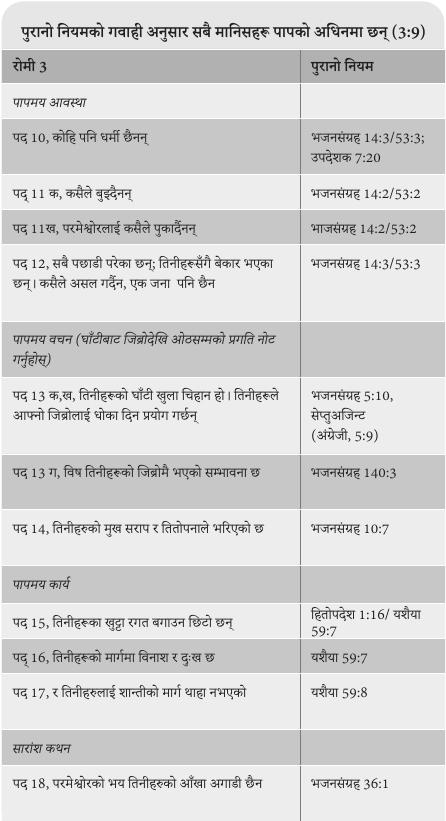 पुरानो नियमको गवाही अनुसार सबै मानिसहरू पापको अधिनमा छन् (3:9)
रोमी 3 पुरानो नियम
पापमय आवस्था
पद 10, कोहि पनि धर्मी छैनन् भजनसंग्रह 14:3/53:3;
उपदेशक 7:20
पद् 11 क, कसैले बुझ्दैनन् भजनसंग्रह 14:2/53:2
पद 11ख, परमेश्वोरलाई कसैले पुकार्दैनन् भाजसंग्रह 14:2/53:2
पद 12, सबै पछाडी परेका छन्; तिनीहरूसँगै बेकार भएका भजनसंग्रह 14:3/53:3
छन्। कसैले असल गर्दैन, एक जना पनि छैन
पापमय वचन (घाँटीबाट जिब्रोदेखि ओठसम्मको प्रगति नोट
गर्नुहोस्)
पद 13 क,ख, तिनीहरूको घाँटी खुला चिहान हो। तिनीहरूले भजनसंग्रह 5:10,
आफ्नो जिब्रोलाई धोका दिन प्रयोग गर्छन् सेप्तुअजिन्ट
(अंग्रेजी, 5:9)
पद 13 ग, विष तिनीहरूको जिब्रोमै भएको सम्भावना छ भजनसंग्रह 140:3
पद 14, तिनीहरुको मुख सराप र तितोपनाले भरिएको छ भजनसंग्रह 10:7
पापमय कार्य
पद 15, तिनीहरूका खुट्टा रगत बगाउन छिटो छन् हितोपदेश 1:16/ यशैया
59:7
पद् 16, तिनीहरूको मार्गमा विनाश र दुःख छ यशैया 59:7
पद 17, र तिनीहरुलाई शान्तीको मार्ग थाहा नभएको यशैया 59:8
सारांश कथन
पद 18, परमेश्वोरको भय तिनीहरुको आँखा अगाडी छैन भजनसंग्रह 36:1